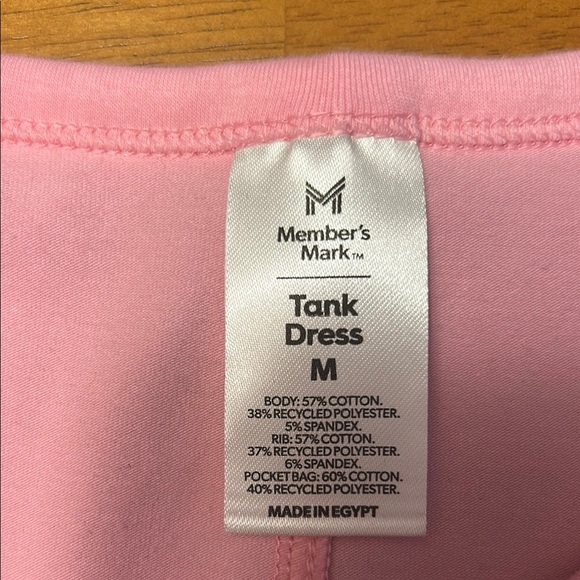 M
Member's
Mark™
Tank
Dress
M
BODY: 57% COTTON.
38% RECYCLED POLYESTER.
5% SPANDEX.
RIB: 57% COTTON.
37% RECYCLED POLYESTER.
6% SPANDEX.
POCKET BAG: 60% COTTON.
40% RECYCLED POLYESTER.
MADE IN EGYPT